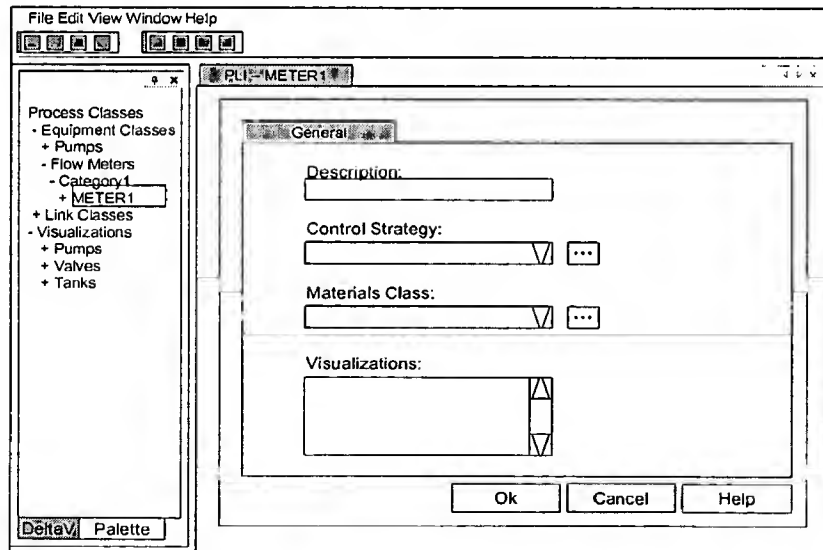 File Edit View Window Help
METER1
General
Process Classes
- Equipment Classes
+ Pumps
- Flow Meters
- Category1
+ METER1
+ Link Classes
- Visualizations
+ Pumps
+ Valves
+ Tanks
Description:
Control Strategy:
...
Materials Class:
...
Visualizations:
Ok Cancel Help
DeltaV Palette